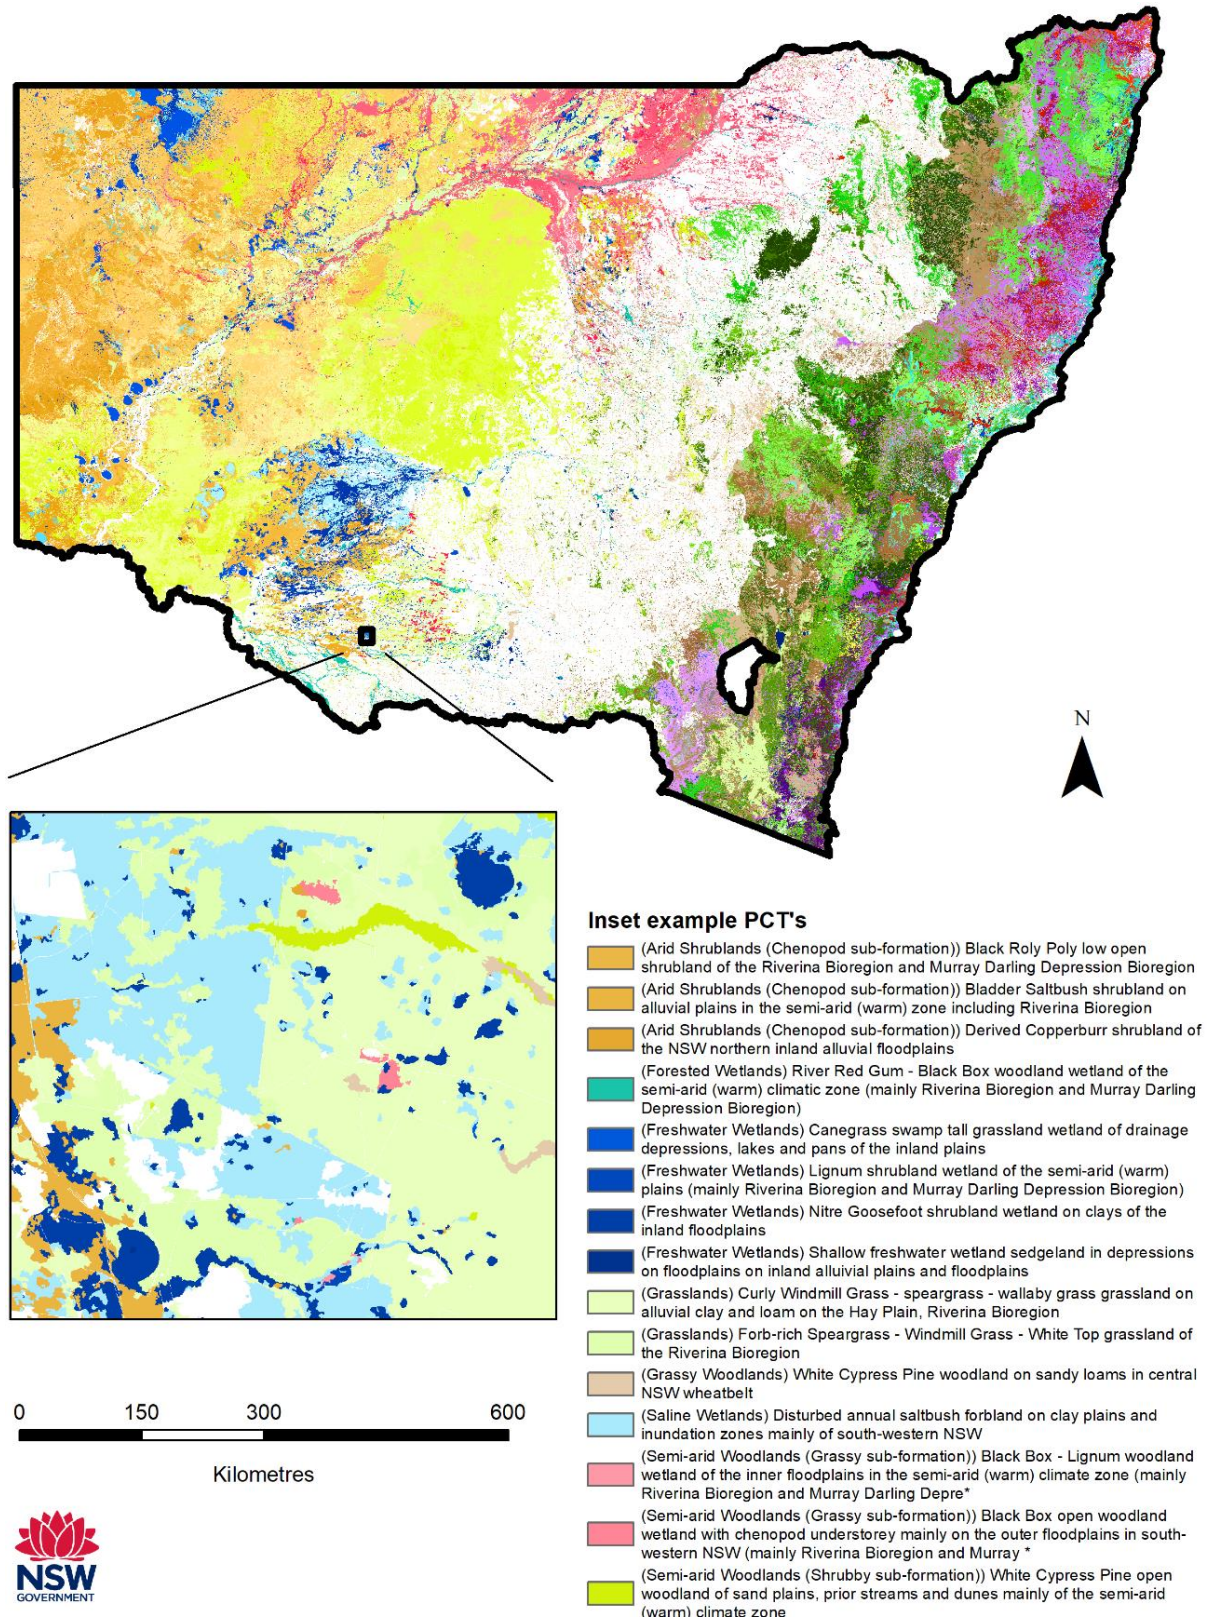 N
Inset example PCT's
(Arid Shrublands (Chenopod sub-formation)) Black Roly Poly low open
shrubland of the Riverina Bioregion and Murray Darling Depression Bioregion
(Arid Shrublands (Chenopod sub-formation)) Bladder Saltbush shrubland on
alluvial plains in the semi-arid (warm) zone including Riverina Bioregion
(Arid Shrublands (Chenopod sub-formation)) Derived Copperburr shrubland of
the NSW northern inland alluvial floodplains
(Forested Wetlands) River Red Gum - Black Box woodland wetland of the
semi-arid (warm) climatic zone (mainly Riverina Bioregion and Murray Darling
Depression Bioregion)
(Freshwater Wetlands) Canegrass swamp tall grassland wetland of drainage
depressions, lakes and pans of the inland plains
(Freshwater Wetlands) Lignum shrubland wetland of the semi-arid (warm)
plains (mainly Riverina Bioregion and Murray Darling Depression Bioregion)
(Freshwater Wetlands) Nitre Goosefoot shrubland wetland on clays of the
inland floodplains
(Freshwater Wetlands) Shallow freshwater wetland sedgeland in depressions
on floodplains on inland alluvial plains and floodplains
(Grasslands) Curly Windmill Grass - speargrass - wallaby grass grassland on
alluvial clay and loam on the Hay Plain, Riverina Bioregion
(Grasslands) Forb-rich Speargrass - Windmill Grass - White Top grassland of
the Riverina Bioregion
(Grassy Woodlands) White Cypress Pine woodland on sandy loams in central
NSW wheatbelt
(Saline Wetlands) Disturbed annual saltbush forbland on clay plains and
inundation zones mainly of south-western NSW
(Semi-arid Woodlands (Grassy sub-formation)) Black Box - Lignum woodland
wetland of the inner floodplains in the semi-arid (warm) climate zone (mainly
Riverina Bioregion and Murray Darling Depre*
(Semi-arid Woodlands (Grassy sub-formation)) Black Box open woodland
wetland with chenopod understorey mainly on the outer floodplains in south-
western NSW (mainly Riverina Bioregion and Murray *
(Semi-arid Woodlands (Shrubby sub-formation)) White Cypress Pine open
woodland of sand plains, prior streams and dunes mainly of the semi-arid
(warm) climate zone
0 150 300 600
Kilometres
NSW
GOVERNMENT